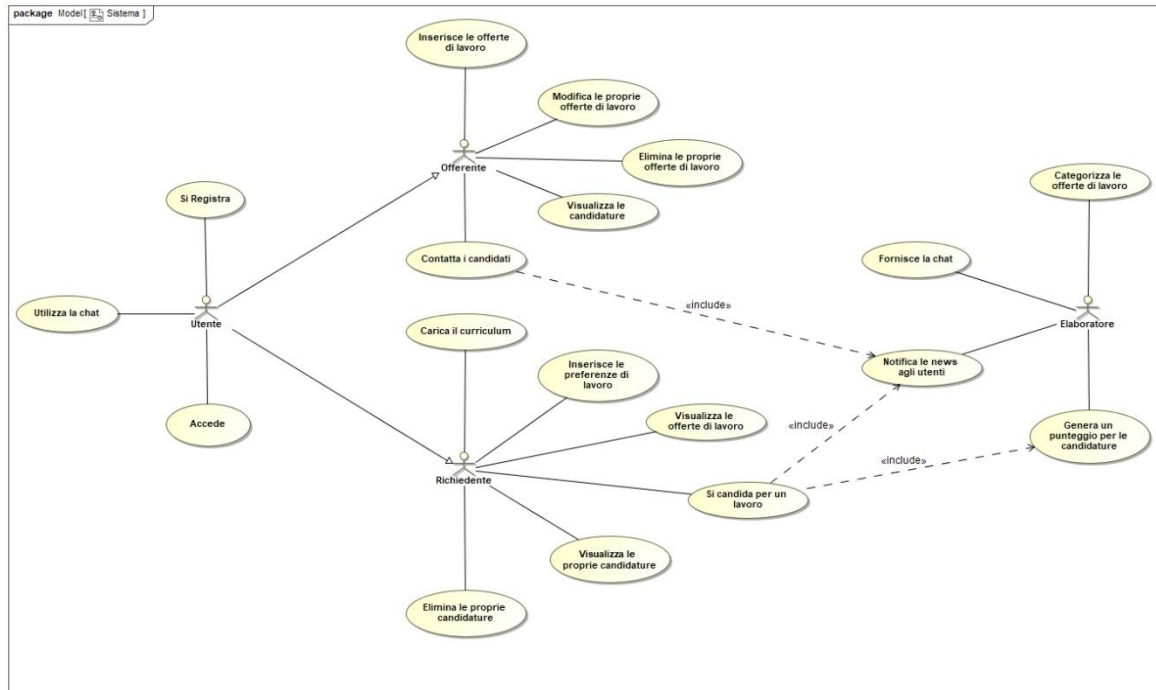 package Model[ Sistema ]
Inserisce le offerte
di lavoro
Modifica le proprie
offerte di lavoro
Offerente
Elimina le proprie
offerte di lavoro
Visualizza le
candidature
Contatta i candidati
Si Registra
Utilizza la chat
Utente
Accede
Categorizza le
offerte di lavoro
Fornisce la chat
Elaboratore
«include»
Notifica le news
agli utenti
Carica il curriculum
Inserisce le
preferenze di
lavoro
Visualizza le
offerte di lavoro
«include»
Genera un
punteggio per le
candidature
«include»
Richiedente
Si candida per un
lavoro
Visualizza le
proprie candidature
Elimina le proprie
candidature